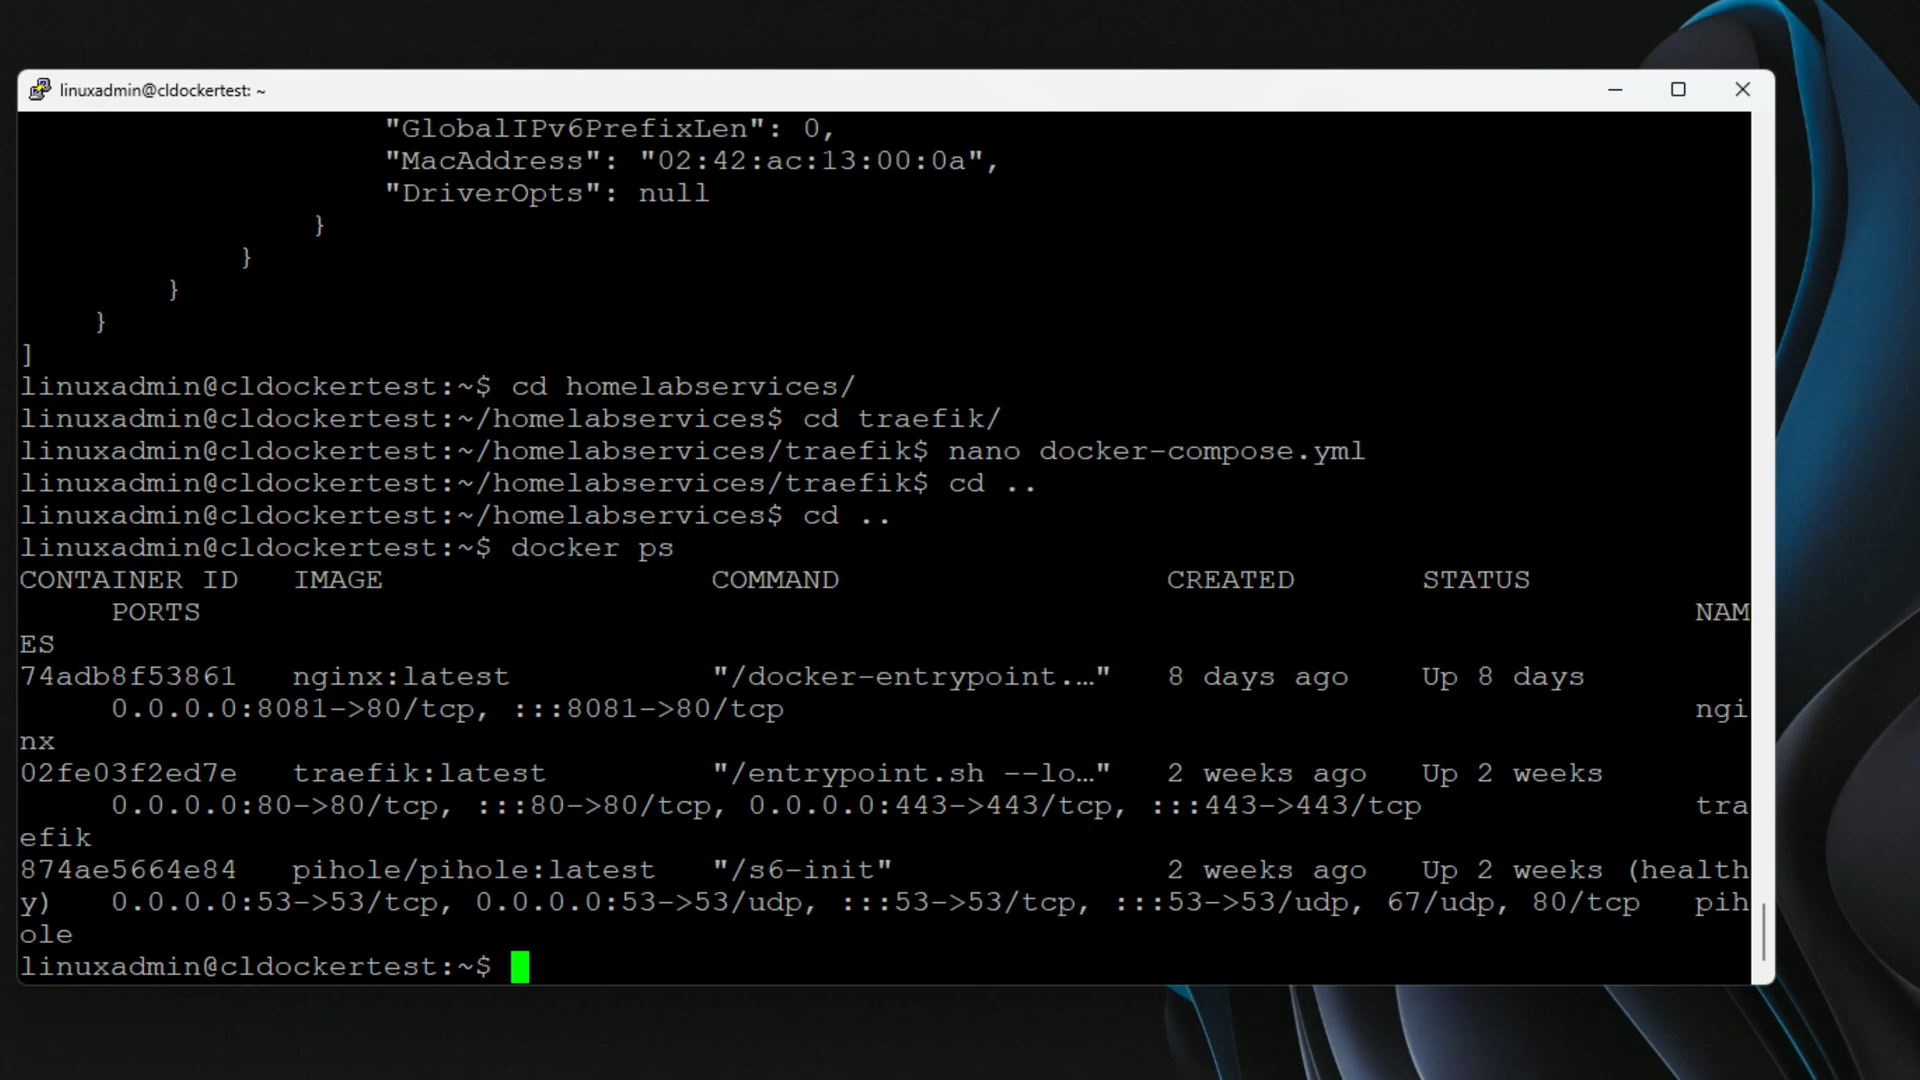 linuxadmin@cldockertest: ~
"GlobalIPv6PrefixLen": 0,
"MacAddress": "02:42:ac:13:00:0a",
"DriverOpts": null
}
}
}
}
]
linuxadmin@cldockertest:~$ cd homelabservices/
linuxadmin@cldockertest:~/homelabservices$ cd traefik/
linuxadmin@cldockertest:~/homelabservices/traefik$ nano docker-compose.yml
linuxadmin@cldockertest:~/homelabservices/traefik$ cd ..
linuxadmin@cldockertest:~/homelabservices$ cd ..
linuxadmin@cldockertest:~$ docker ps
CONTAINER ID   IMAGE                  COMMAND                  CREATED       STATUS
     PORTS                                                                                  NAM
ES
74adb8f53861   nginx:latest           "/docker-entrypoint.…"   8 days ago    Up 8 days
     0.0.0.0:8081->80/tcp, :::8081->80/tcp                                                  ngi
nx
02fe03f2ed7e   traefik:latest         "/entrypoint.sh --lo…"   2 weeks ago   Up 2 weeks
     0.0.0.0:80->80/tcp, :::80->80/tcp, 0.0.0.0:443->443/tcp, :::443->443/tcp               tra
efik
874ae5664e84   pihole/pihole:latest   "/s6-init"               2 weeks ago   Up 2 weeks (health
y)   0.0.0.0:53->53/tcp, 0.0.0.0:53->53/udp, :::53->53/tcp, :::53->53/udp, 67/udp, 80/tcp   pih
ole
linuxadmin@cldockertest:~$